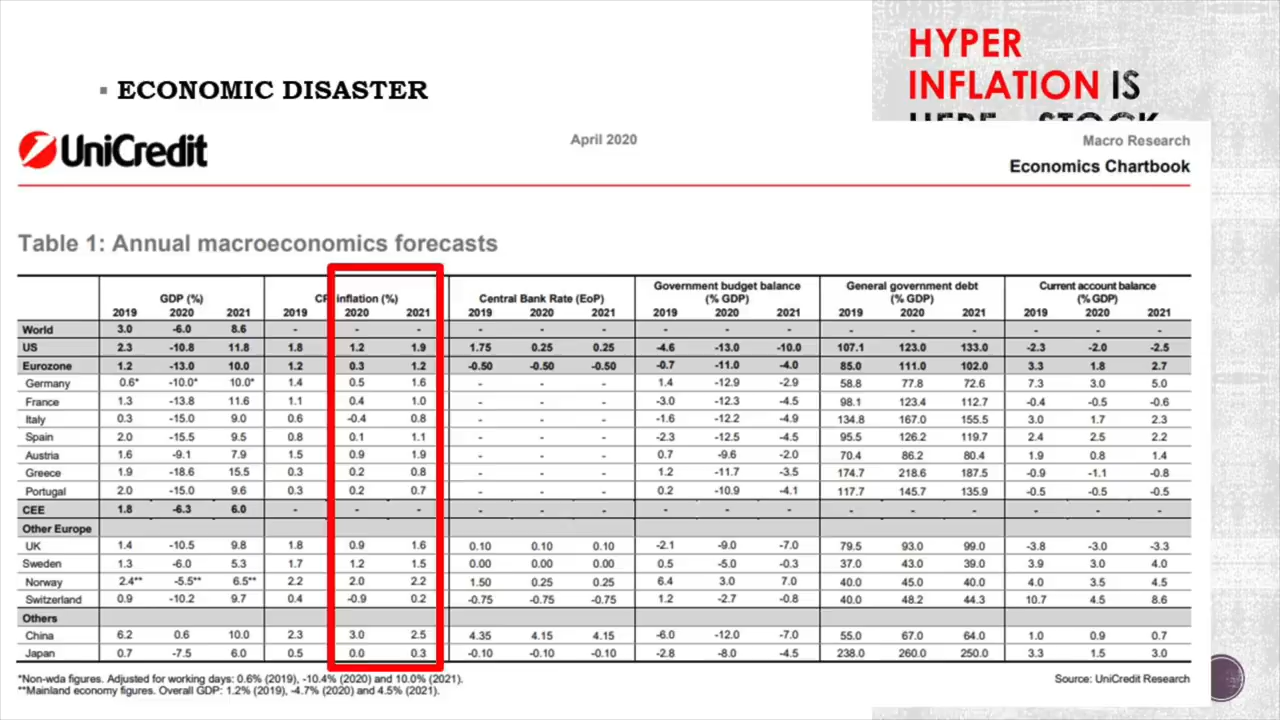 HYPER
INFLATION IS
HERE – STOCK
▪ ECONOMIC DISASTER
UniCredit April 2020 Macro Research
Economics Chartbook
Table 1: Annual macroeconomics forecasts
GDP (%) CPI inflation (%) Central Bank Rate (EoP) Government budget balance (% GDP) General government debt (% GDP) Current account balance (% GDP)
2019 2020 2021 2019 2020 2021 2019 2020 2021 2019 2020 2021 2019 2020 2021 2019 2020 2021
World 3.0 -6.0 8.6 - - - - - - - - - - - - - - -
US 2.3 -10.8 11.8 1.8 1.2 1.9 1.75 0.25 0.25 -4.6 -13.0 -10.0 107.1 123.0 133.0 -2.3 -2.0 -2.5
Eurozone 1.2 -13.0 10.0 1.2 0.3 1.2 -0.50 -0.50 -0.50 -0.7 -11.0 -4.0 85.0 111.0 102.0 3.3 1.8 2.7
Germany 0.6* -10.0* 10.0* 1.4 0.5 1.6 - - - 1.4 -12.9 -2.9 58.8 77.8 72.6 7.3 3.0 5.0
France 1.3 -13.8 11.6 1.1 0.4 1.0 - - - -3.0 -12.3 -4.5 98.1 123.4 112.7 -0.4 -0.5 -0.6
Italy 0.3 -15.0 9.0 0.6 -0.4 0.8 - - - -1.6 -12.2 -4.9 134.8 167.0 155.5 3.0 1.7 2.3
Spain 2.0 -15.5 9.5 0.8 0.1 1.1 - - - -2.3 -12.5 -4.5 95.5 126.2 119.7 2.4 2.5 2.2
Austria 1.6 -9.1 7.9 1.5 0.9 1.9 - - - 0.7 -9.6 -2.0 70.4 86.2 80.4 1.9 0.8 1.4
Greece 1.9 -18.6 15.5 0.3 0.2 0.8 - - - 1.2 -11.7 -3.5 174.7 218.6 187.5 -0.9 -1.1 -0.8
Portugal 2.0 -15.0 9.6 0.3 0.2 0.7 - - - 0.2 -10.9 -4.1 117.7 145.7 135.9 -0.5 -0.5 -0.5
CEE 1.8 -6.3 6.0 - - - - - - - - - - - - - - -
Other Europe
UK 1.4 -10.5 9.8 1.8 0.9 1.6 0.10 0.10 0.10 -2.1 -9.0 -7.0 79.5 93.0 99.0 -3.8 -3.0 -3.3
Sweden 1.3 -6.0 5.3 1.7 1.2 1.5 0.00 0.00 0.00 0.5 -5.0 -0.3 37.0 43.0 39.0 3.9 3.0 4.0
Norway 2.4** -5.5** 6.5** 2.2 2.0 2.2 1.50 0.25 0.25 6.4 3.0 7.0 40.0 45.0 40.0 4.0 3.5 4.5
Switzerland 0.9 -10.2 9.7 0.4 -0.9 0.2 -0.75 -0.75 -0.75 1.2 -2.7 -0.8 40.0 48.2 44.3 10.7 4.5 8.6
Others
China 6.2 0.6 10.0 2.3 3.0 2.5 4.35 4.15 4.15 -6.0 -12.0 -7.0 55.0 67.0 64.0 1.0 0.9 0.7
Japan 0.7 -7.5 6.0 0.5 0.0 0.3 -0.10 -0.10 -0.10 -2.8 -8.0 -4.5 238.0 260.0 250.0 3.3 1.5 3.0
*Non-wda figures. Adjusted for working days: 0.6% (2019), -10.4% (2020) and 10.0% (2021). Source: UniCredit Research
**Mainland economy figures. Overall GDP: 1.2% (2019), -4.7% (2020) and 4.5% (2021).